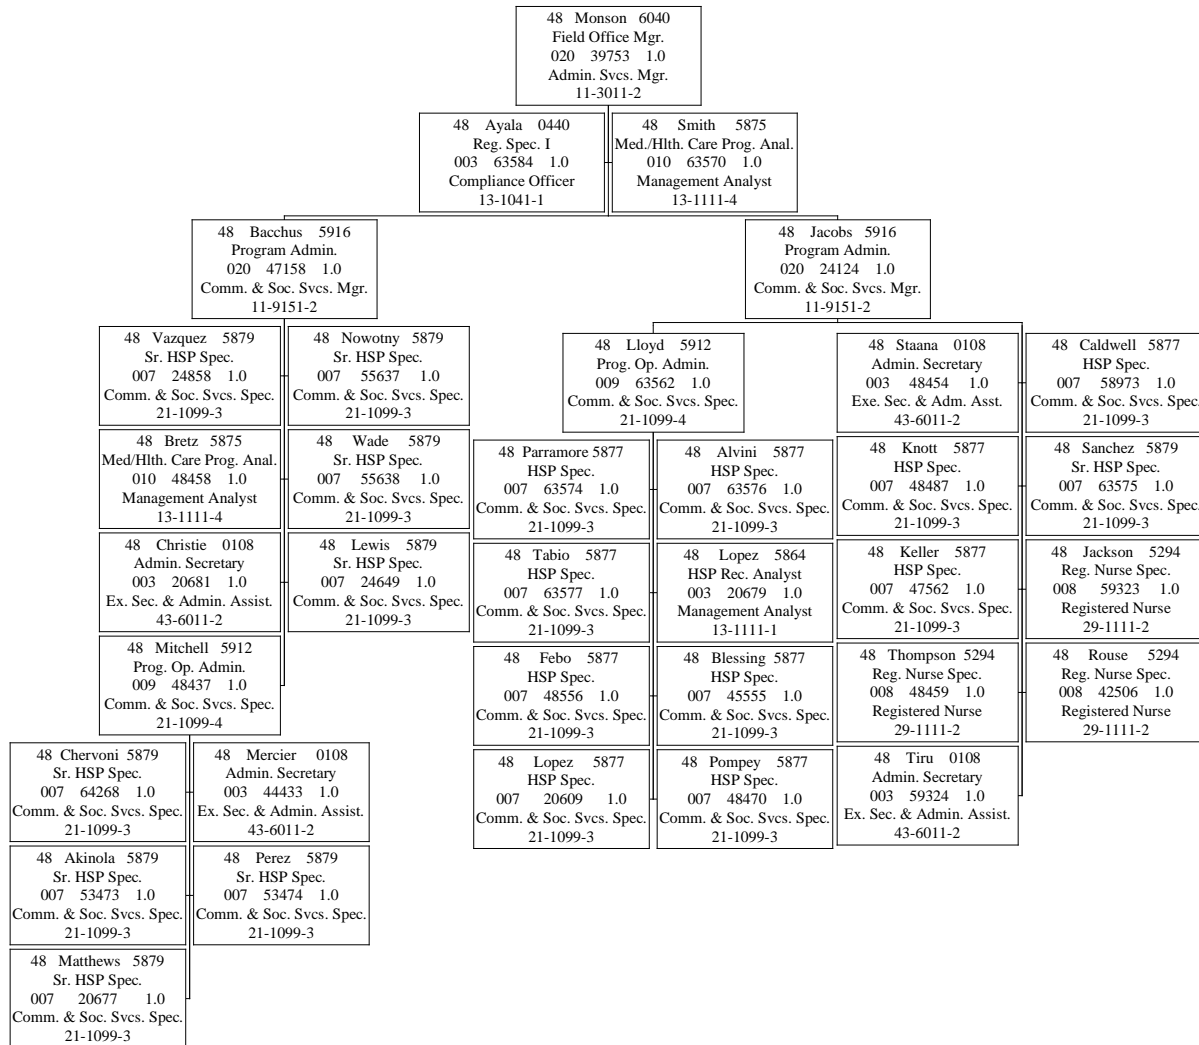 48 Monson 6040
Field Office Mgr.
020 39753 1.0
Admin. Svcs. Mgr.
11-3011-2
48 Ayala 0440
Reg. Spec. I
003 63584 1.0
Compliance Officer
13-1041-1
48 Smith 5875
Med./Hlth. Care Prog. Anal.
010 63570 1.0
Management Analyst
13-1111-4
48 Bacchus 5916
Program Admin.
020 47158 1.0
Comm. & Soc. Svcs. Mgr.
11-9151-2
48 Jacobs 5916
Program Admin.
020 24124 1.0
Comm. & Soc. Svcs. Mgr.
11-9151-2
48 Vazquez 5879
Sr. HSP Spec.
007 24858 1.0
Comm. & Soc. Svcs. Spec.
21-1099-3
48 Nowotny 5879
Sr. HSP Spec.
007 55637 1.0
Comm. & Soc. Svcs. Spec.
21-1099-3
48 Bretz 5875
Med/Hlth. Care Prog. Anal.
010 48458 1.0
Management Analyst
13-1111-4
48 Wade 5879
Sr. HSP Spec.
007 55638 1.0
Comm. & Soc. Svcs. Spec.
21-1099-3
48 Christie 0108
Admin. Secretary
003 20681 1.0
Ex. Sec. & Admin. Assist.
43-6011-2
48 Lewis 5879
Sr. HSP Spec.
007 24649 1.0
Comm. & Soc. Svcs. Spec.
21-1099-3
48 Mitchell 5912
Prog. Op. Admin.
009 48437 1.0
Comm. & Soc. Svcs. Spec.
21-1099-4
48 Chervoni 5879
Sr. HSP Spec.
007 64268 1.0
Comm. & Soc. Svcs. Spec.
21-1099-3
48 Mercier 0108
Admin. Secretary
003 44433 1.0
Ex. Sec. & Admin. Assist.
43-6011-2
48 Akinola 5879
Sr. HSP Spec.
007 53473 1.0
Comm. & Soc. Svcs. Spec.
21-1099-3
48 Perez 5879
Sr. HSP Spec.
007 53474 1.0
Comm. & Soc. Svcs. Spec.
21-1099-3
48 Matthews 5879
Sr. HSP Spec.
007 20677 1.0
Comm. & Soc. Svcs. Spec.
21-1099-3
48 Lloyd 5912
Prog. Op. Admin.
009 63562 1.0
Comm. & Soc. Svcs. Spec.
21-1099-4
48 Parramore 5877
HSP Spec.
007 63574 1.0
Comm. & Soc. Svcs. Spec.
21-1099-3
48 Alvini 5877
HSP Spec.
007 63576 1.0
Comm. & Soc. Svcs. Spec.
21-1099-3
48 Tabio 5877
HSP Spec.
007 63577 1.0
Comm. & Soc. Svcs. Spec.
21-1099-3
48 Lopez 5864
HSP Rec. Analyst
003 20679 1.0
Management Analyst
13-1111-1
48 Febo 5877
HSP Spec.
007 48556 1.0
Comm. & Soc. Svcs. Spec.
21-1099-3
48 Blessing 5877
HSP Spec.
007 45555 1.0
Comm. & Soc. Svcs. Spec.
21-1099-3
48 Lopez 5877
HSP Spec.
007 20609 1.0
Comm. & Soc. Svcs. Spec.
21-1099-3
48 Pompey 5877
HSP Spec.
007 48470 1.0
Comm. & Soc. Svcs. Spec.
21-1099-3
48 Staana 0108
Admin. Secretary
003 48454 1.0
Exe. Sec. & Adm. Asst.
43-6011-2
48 Caldwell 5877
HSP Spec.
007 58973 1.0
Comm. & Soc. Svcs. Spec.
21-1099-3
48 Knott 5877
HSP Spec.
007 48487 1.0
Comm. & Soc. Svcs. Spec.
21-1099-3
48 Sanchez 5879
Sr. HSP Spec.
007 63575 1.0
Comm. & Soc. Svcs. Spec.
21-1099-3
48 Keller 5877
HSP Spec.
007 47562 1.0
Comm. & Soc. Svcs. Spec.
21-1099-3
48 Jackson 5294
Reg. Nurse Spec.
008 59323 1.0
Registered Nurse
29-1111-2
48 Thompson 5294
Reg. Nurse Spec.
008 48459 1.0
Registered Nurse
29-1111-2
48 Rouse 5294
Reg. Nurse Spec.
008 42506 1.0
Registered Nurse
29-1111-2
48 Tiru 0108
Admin. Secretary
003 59324 1.0
Ex. Sec. & Admin. Assist.
43-6011-2